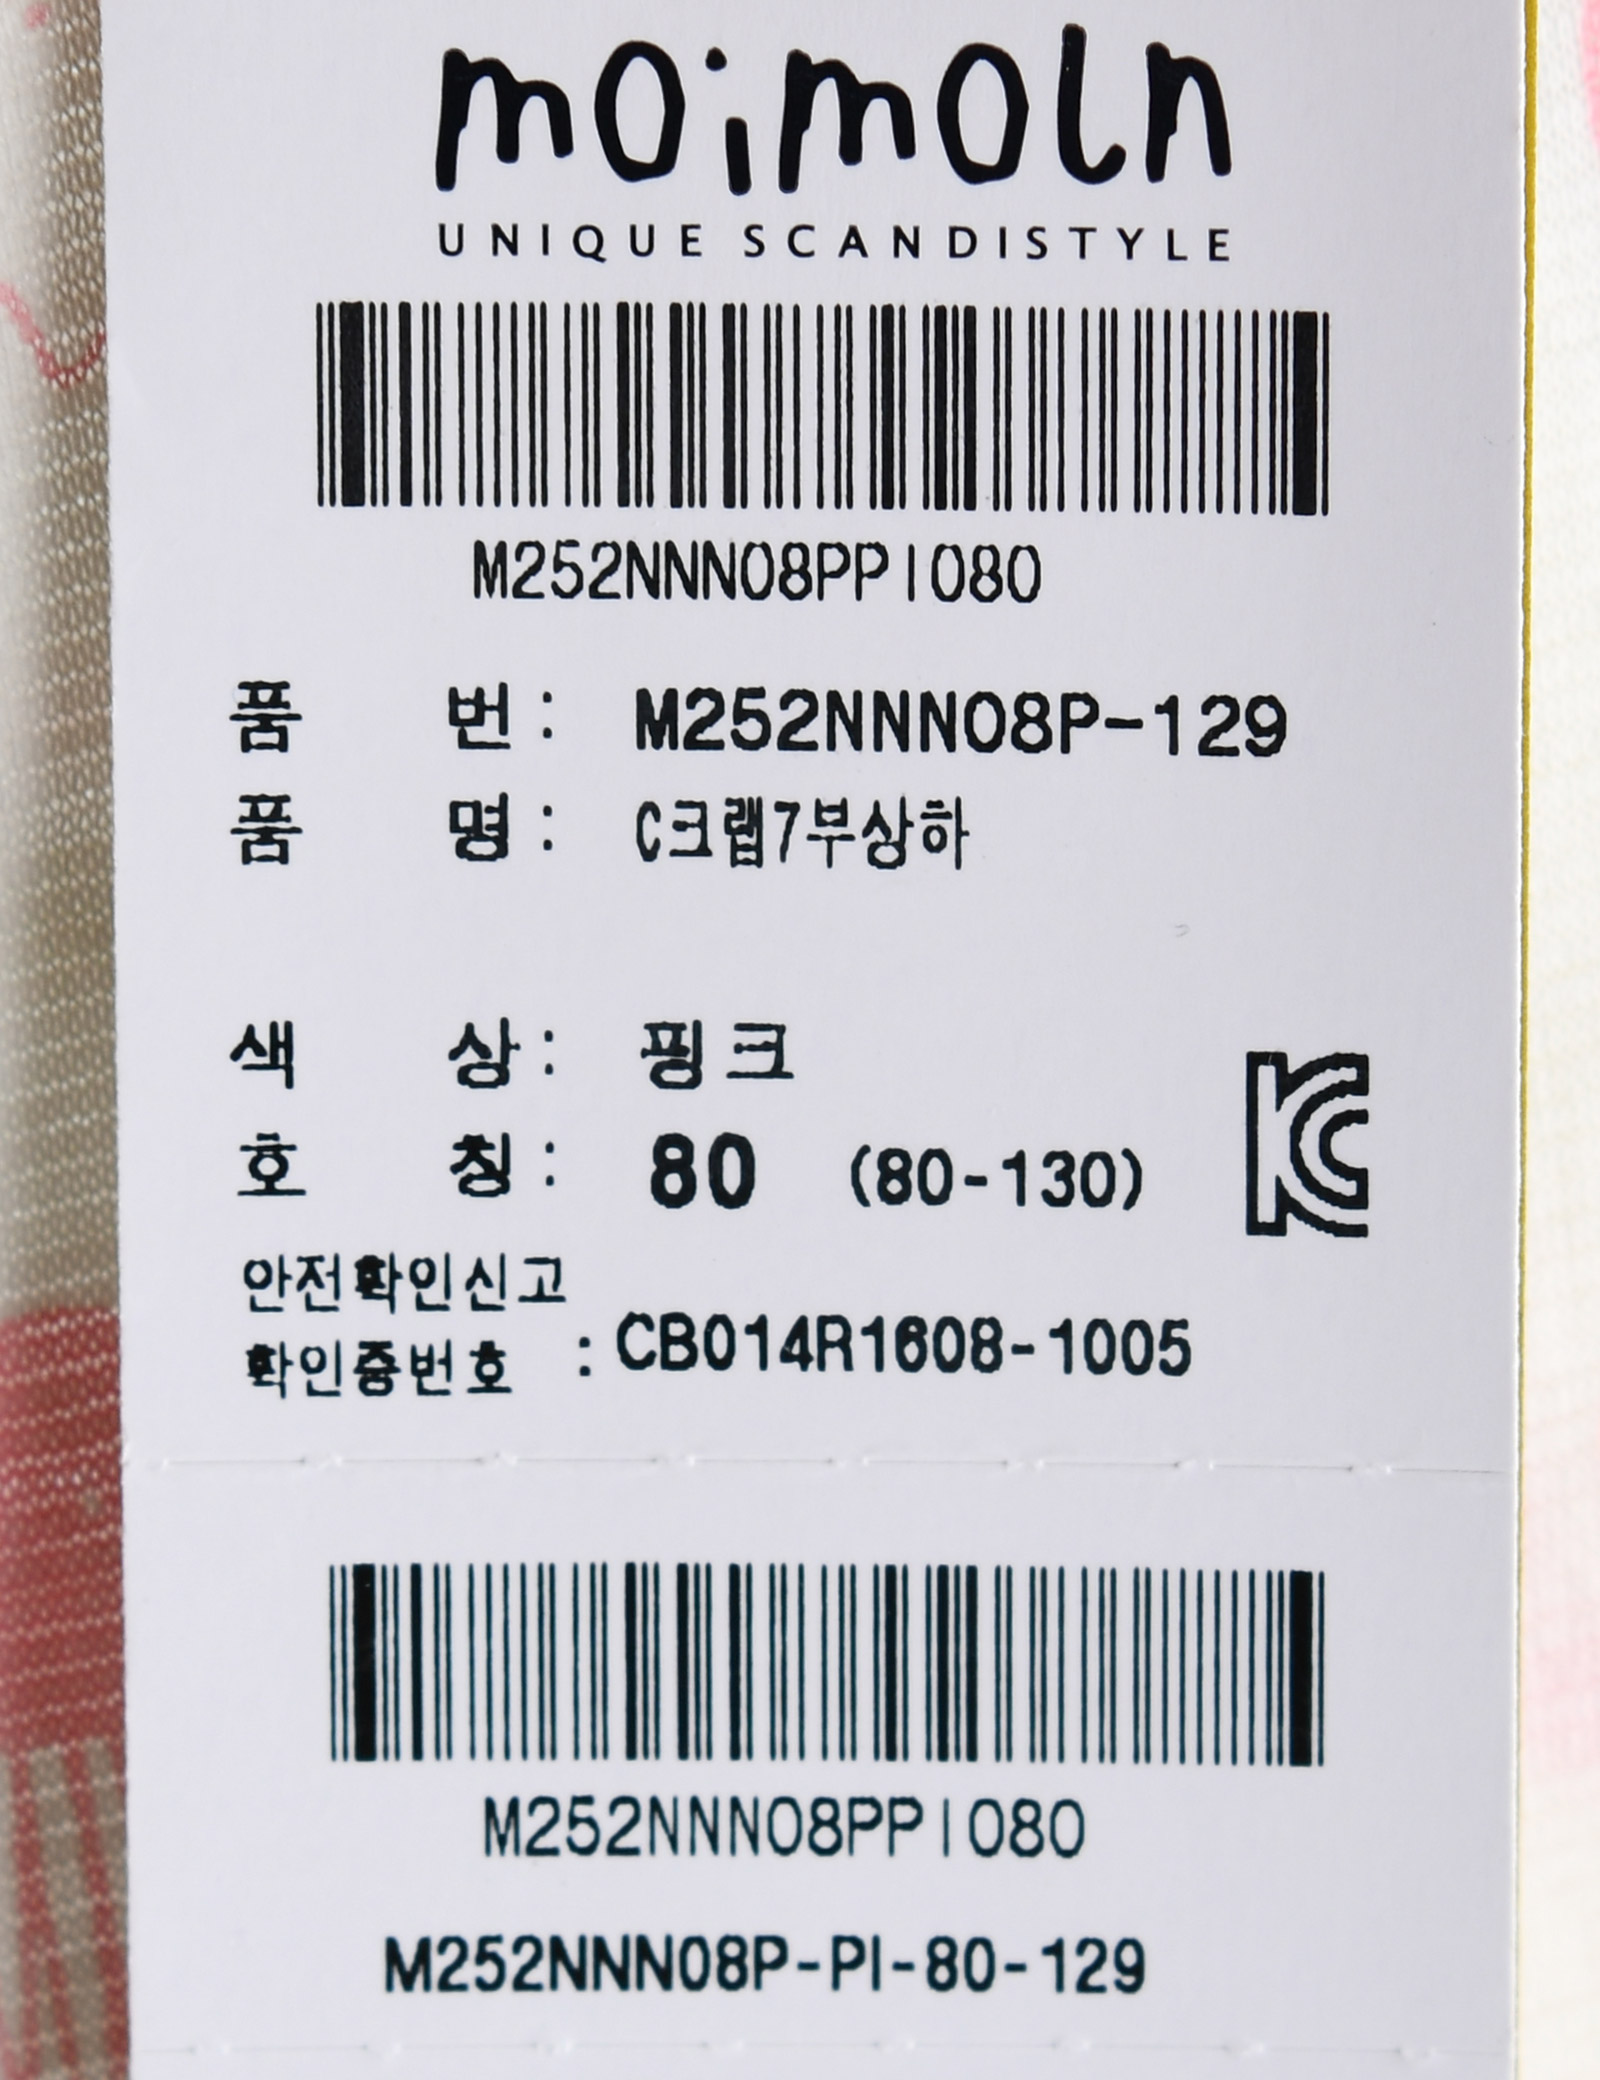 moimoln
UNIQUE SCANDISTYLE
M252NNN08PPI080
품 번 : M252NNN08P-129
품 명 : C크랩7부상하
색 상 : 핑크
호 칭 : 80 (80-130)
KC
안전확인신고
확인증번호 : CB014R1608-1005
M252NNN08PPI080
M252NNN08P-PI-80-129